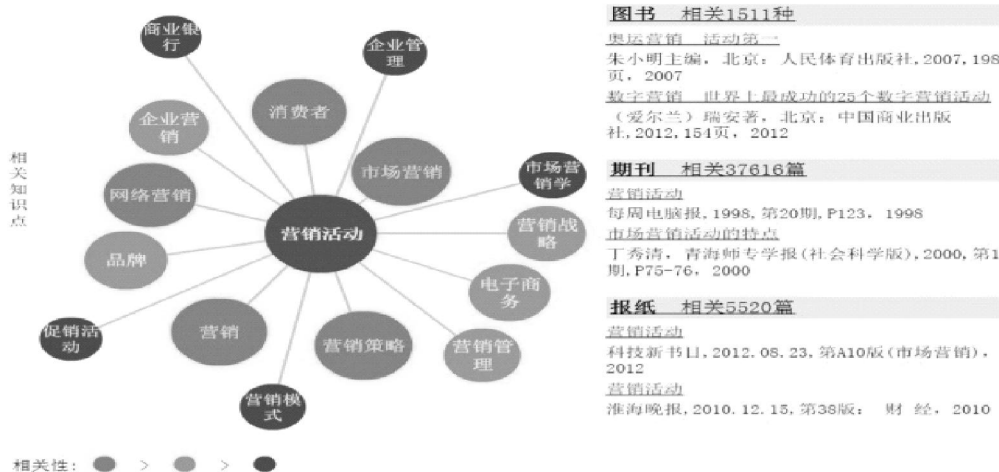 商业银
行
企业管
理
消费者
企业营
销
市场营销
市场营
销学
相
关
知
识
点
网络营销
营销活动
营销战
略
品牌
电子商
务
促销活
动
营销
营销策略
营销管
理
营销模
式
相关性: > >
图书 相关1511种
奥运营销 活动第一
朱小明主编, 北京: 人民体育出版社,2007,198
页, 2007
数字营销 世界上最成功的25个数字营销活动
(爱尔兰)瑞安著, 北京: 中国商业出版
社,2012,154页, 2012
期刊 相关37616篇
营销活动
每周电脑报,1998,第20期,P123, 1998
市场营销活动的特点
丁秀清, 青海师专学报(社会科学版),2000,第1
期,P75-76, 2000
报纸 相关5520篇
营销活动
科技新书目,2012.08.23,第A10版(市场营销),
2012
营销活动
淮海晚报,2010.12.15,第38版: 财 经, 2010